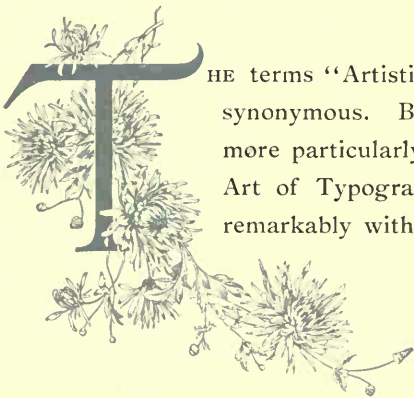 THE terms “Artisti
synonymous. B
more particularly
Art of Typogra
remarkably with